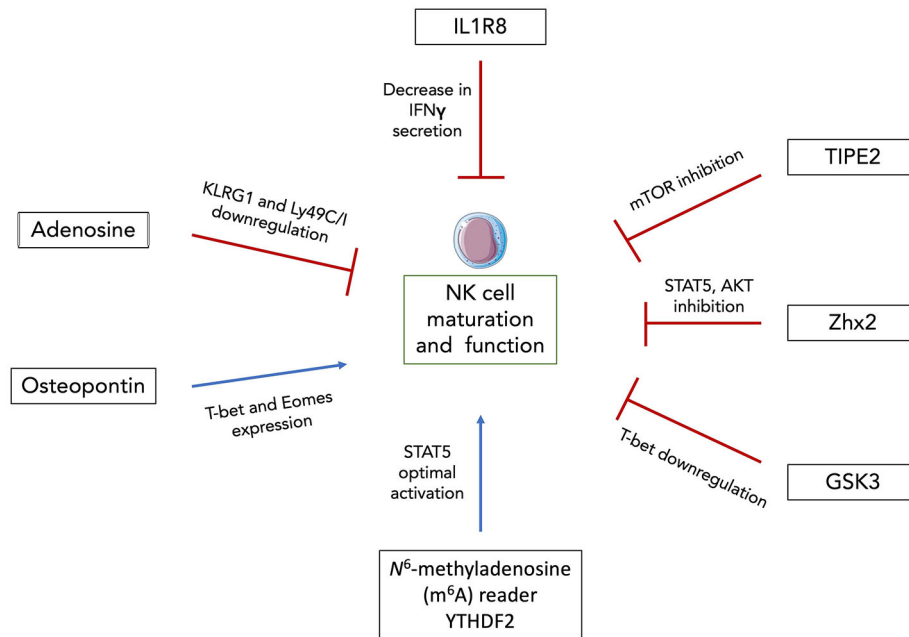 IL1R8
Decrease in
IFNγ
secretion
TIPE2
mTOR inhibition
KLRG1 and Ly49C/I
downregulation
Adenosine
STAT5, AKT
inhibition
Zhx2
NK cell
maturation
and function
Osteopontin
T-bet and Eomes
expression
T-bet downregulation
GSK3
STAT5
optimal
activation
N⁶-methyladenosine
(m⁶A) reader
YTHDF2